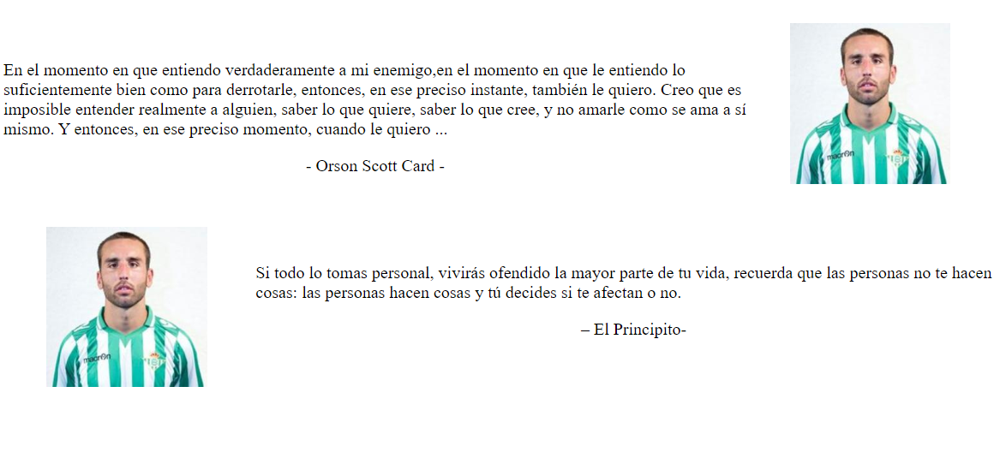 En el momento en que entiendo verdaderamente a mi enemigo,en el momento en que le entiendo lo
suficientemente bien como para derrotarle, entonces, en ese preciso instante, también le quiero. Creo que es
imposible entender realmente a alguien, saber lo que quiere, saber lo que cree, y no amarle como se ama a sí
mismo. Y entonces, en ese preciso momento, cuando le quiero ...
- Orson Scott Card -
macron
Si todo lo tomas personal, vivirás ofendido la mayor parte de tu vida, recuerda que las personas no te hacen
cosas: las personas hacen cosas y tú decides si te afectan o no.
– El Principito-
macron